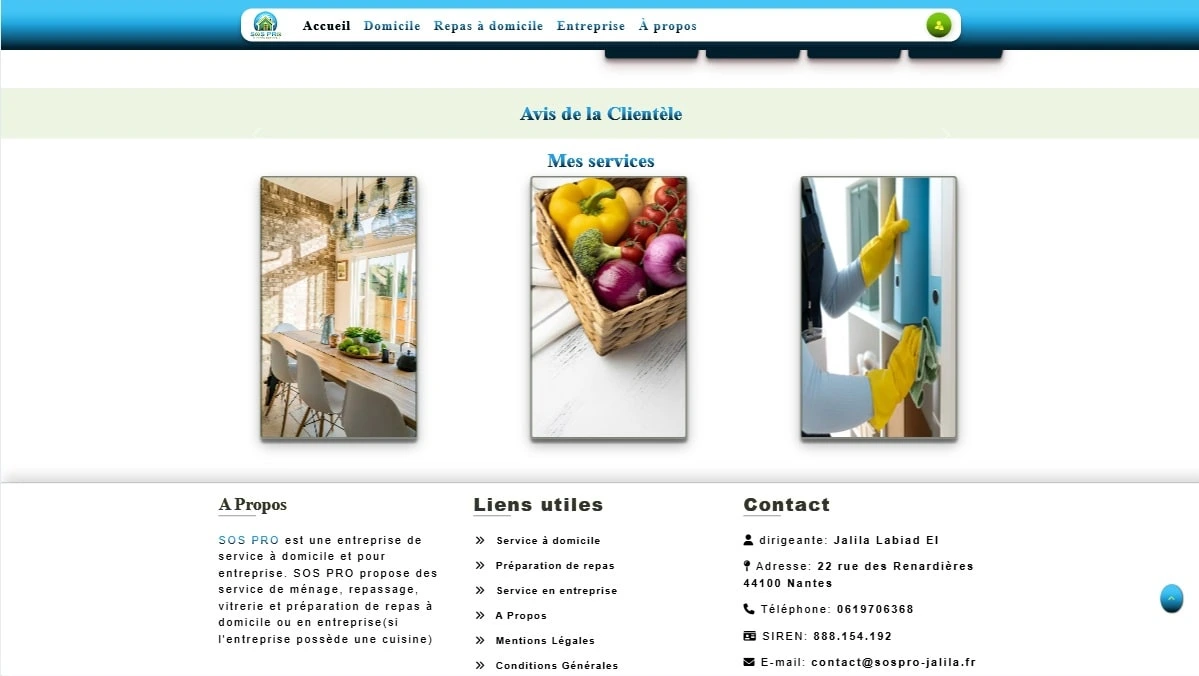 SOS PRO
Accueil Domicile Repas à domicile Entreprise À propos
Avis de la Clientèle
Mes services
A Propos
SOS PRO est une entreprise de
service à domicile et pour
entreprise. SOS PRO propose des
service de ménage, repassage,
vitrerie et préparation de repas à
domicile ou en entreprise(si
l'entreprise possède une cuisine)
Liens utiles
Service à domicile
Préparation de repas
Service en entreprise
A Propos
Mentions Légales
Conditions Générales
Contact
dirigeante: Jalila Labiad EI
Adresse: 22 rue des Renardières
44100 Nantes
Téléphone: 0619706368
SIREN: 888.154.192
E-mail: contact@sospro-jalila.fr